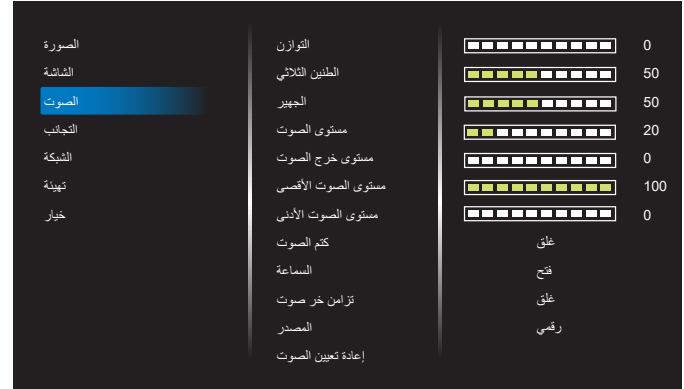 الصورة
الشاشة
الصوت
التجانب
الشبكة
تهيئة
خيار
التوازن 0
الطنين الثلاثي 50
الجهير 50
مستوى الصوت 20
مستوى خرج الصوت 0
مستوى الصوت الأقصى 100
مستوى الصوت الأدنى 0
كتم الصوت غلق
السماعة فتح
تزامن خر صوت غلق
المصدر رقمي
إعادة تعيين الصوت